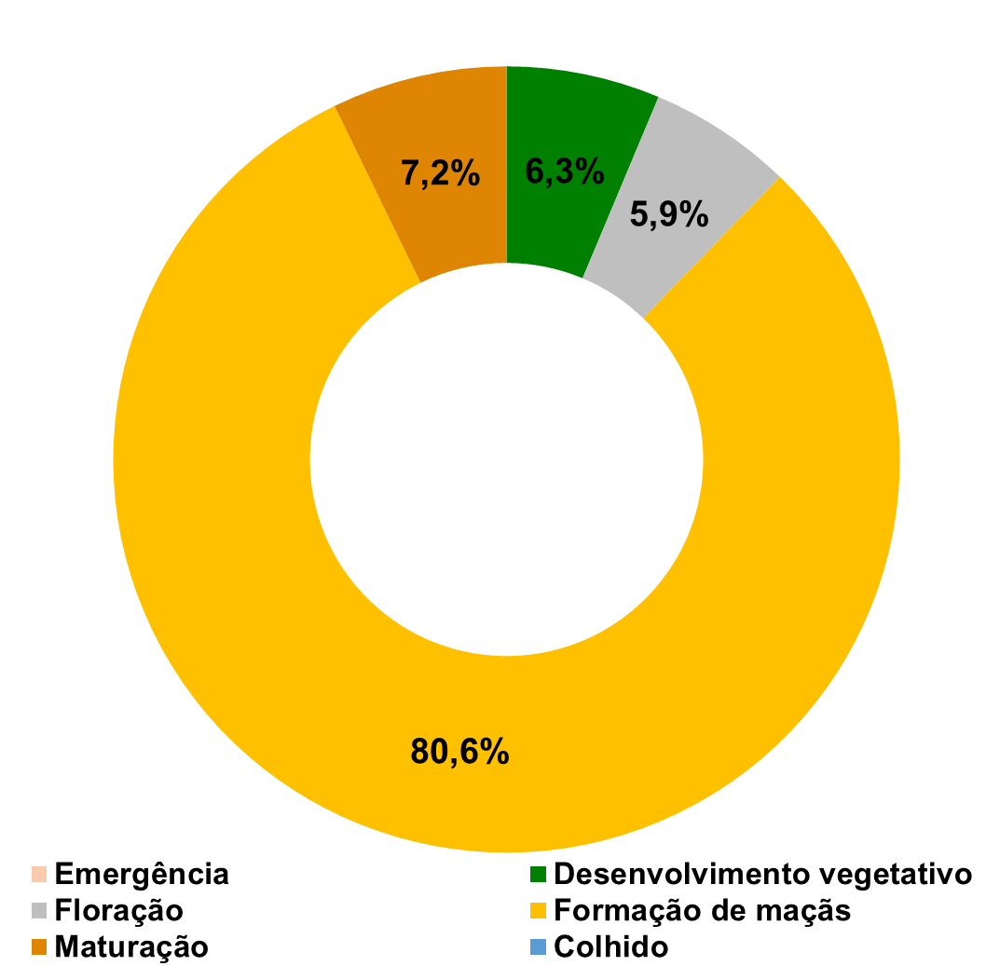 7,2%
6,3%
5,9%
80,6%
Emergência
Desenvolvimento vegetativo
Floração
Formação de maçãs
Maturação
Colhido